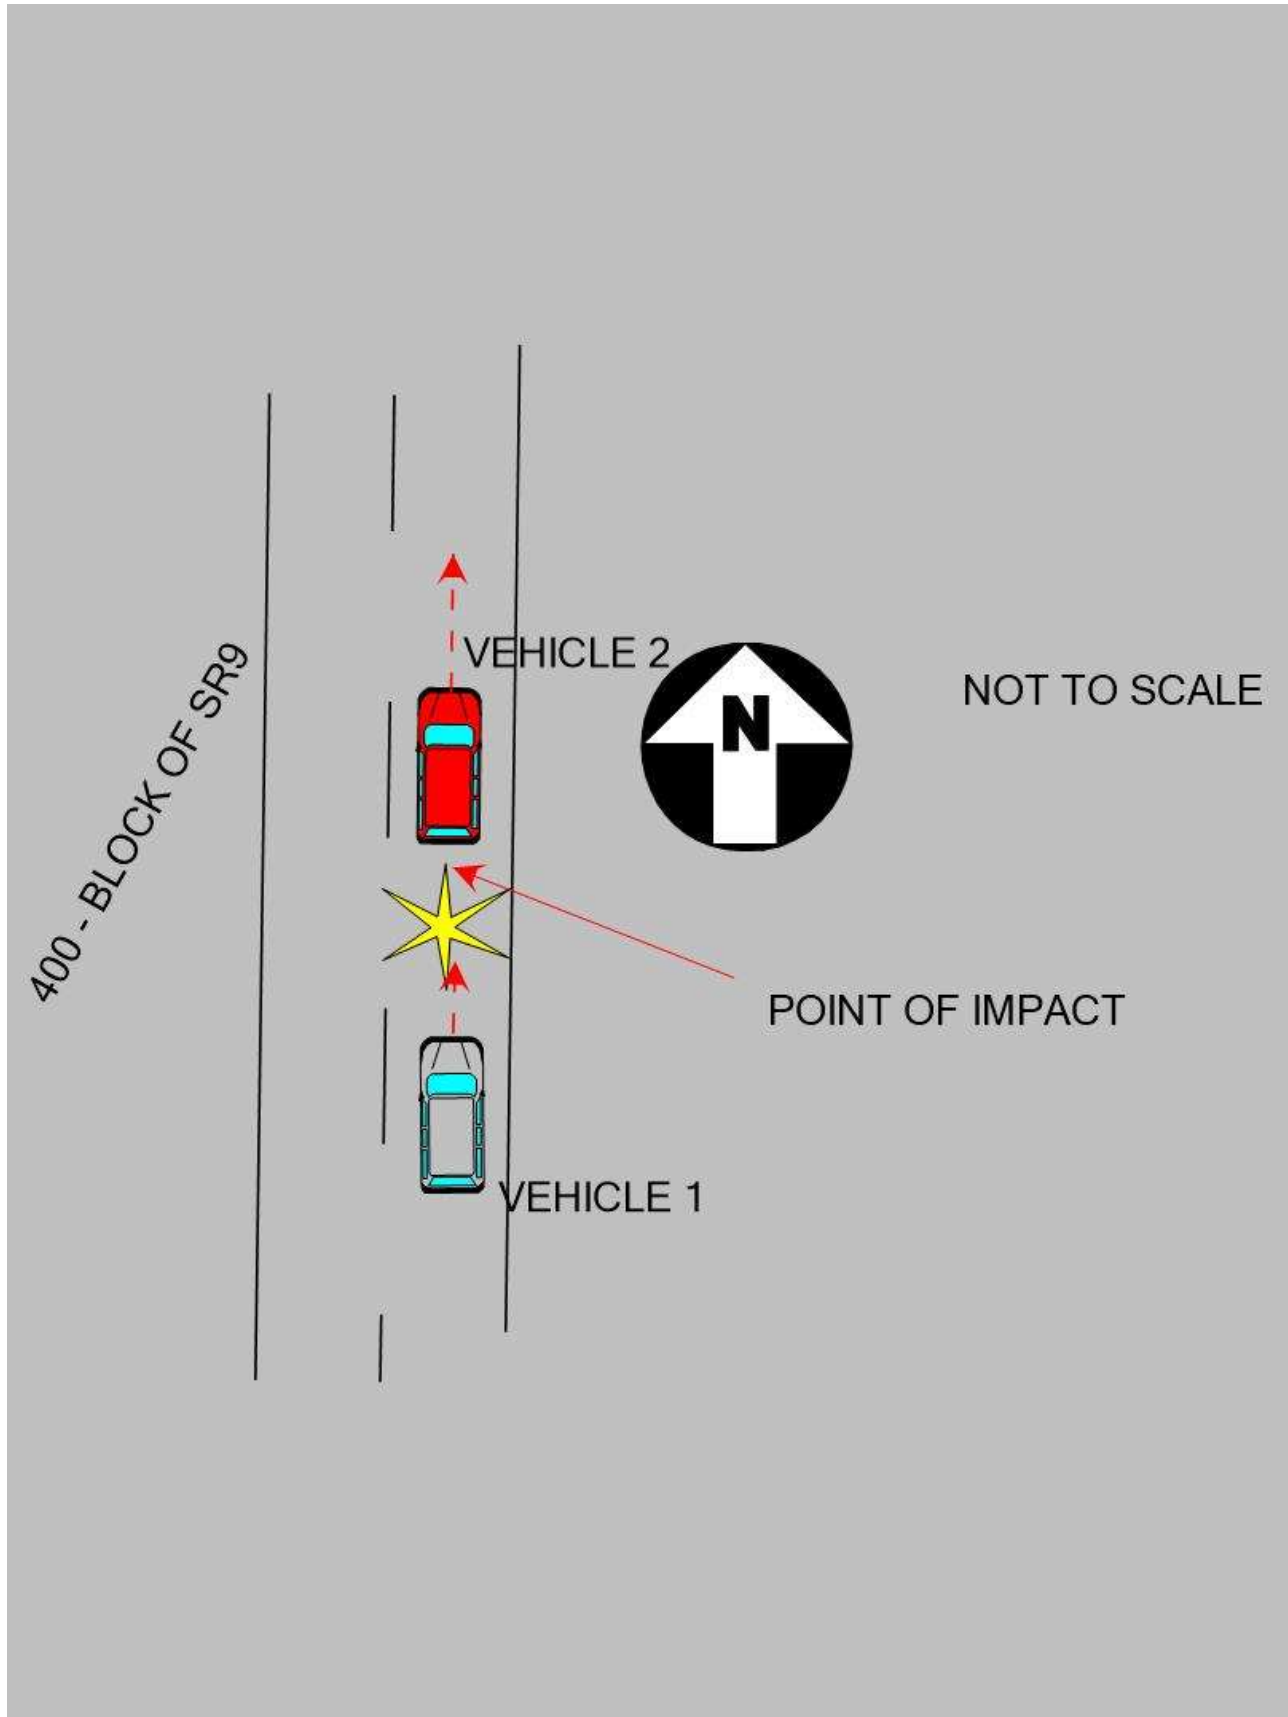 VEHICLE 2
400 - BLOCK OF SR9
N
NOT TO SCALE
POINT OF IMPACT
VEHICLE 1